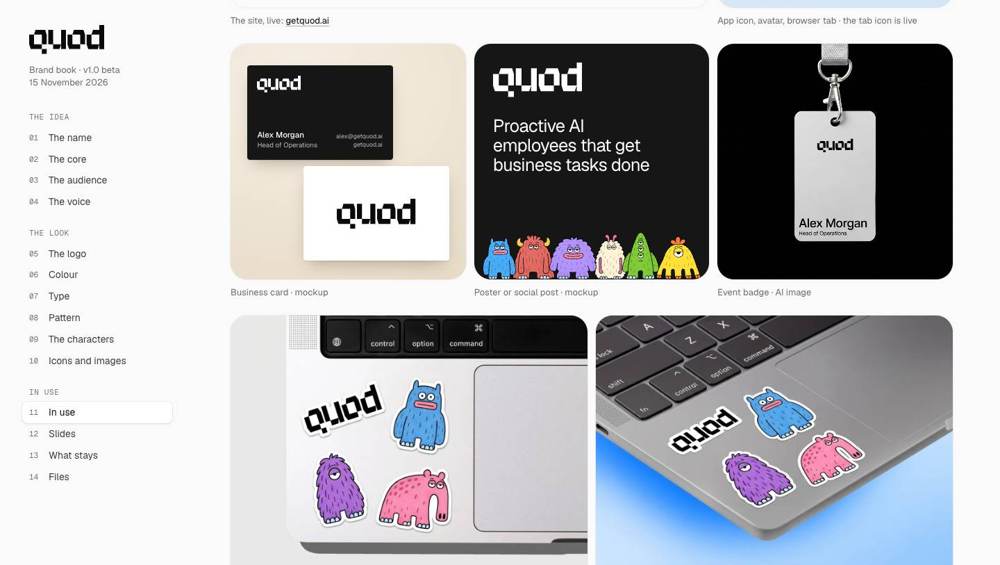 quod
Brand book · v1.0 beta
15 November 2026
THE IDEA
01 The name
02 The core
03 The audience
04 The voice
THE LOOK
05 The logo
06 Colour
07 Type
08 Pattern
09 The characters
10 Icons and images
IN USE
11 In use
12 Slides
13 What stays
14 Files
The site, live: getquod.ai
App icon, avatar, browser tab · the tab icon is live
quod
Alex Morgan
Head of Operations
alex@getquod.ai
getquod.ai
quod
Business card · mockup
quod
Proactive AI
employees that get
business tasks done
Poster or social post · mockup
quod
Alex Morgan
Head of Operations
Event badge · AI image
^
control
⌥
option
⌘
command
quod
A
Z
X
lock
shift
fn
^
control
⌥
option
⌘
command
quod